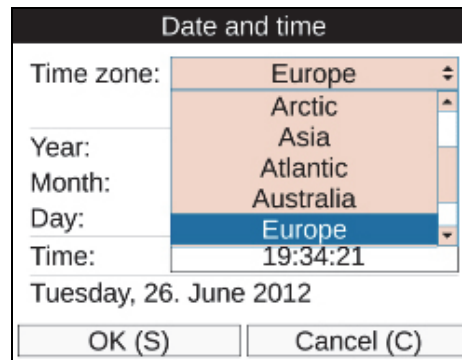 Date and time
Time zone: Europe
Arctic
Asia
Year:
Atlantic
Month:
Australia
Day:
Europe
Time: 19:34:21
Tuesday, 26. June 2012
OK (S) Cancel (C)